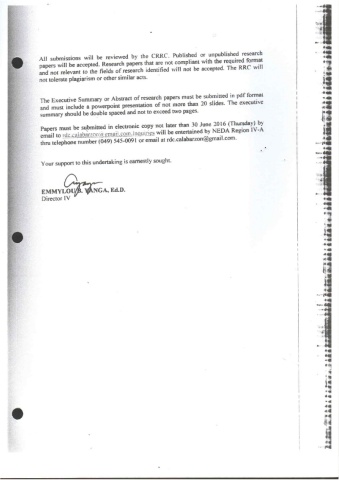 All submissions will be reviewed by the CRRC. Published or unpublished research
papers will be accepted. Research papers that are not compliant with the required format
and not relevant to the fields of research identified will not be accepted. The RRC will
not tolerate plagiarism or other similar acts.
The Executive Summary or Abstract of research papers must be submitted in pdf format
and must include a powerpoint presentation of not more than 20 slides. The executive
summary should be double spaced and not to exceed two pages.
Papers must be submitted in electronic copy not later than 30 June 2016 (Thursday) by
email to rdc.calabarzon@gmail.com. Inquiries will be entertained by NEDA Region IV-A
thru telephone number (049) 545-0091 or email at rdc.calabarzon@gmail.com.
Your support to this undertaking is earnestly sought.
EMMYLOU B. YANGA, Ed.D.
Director IV